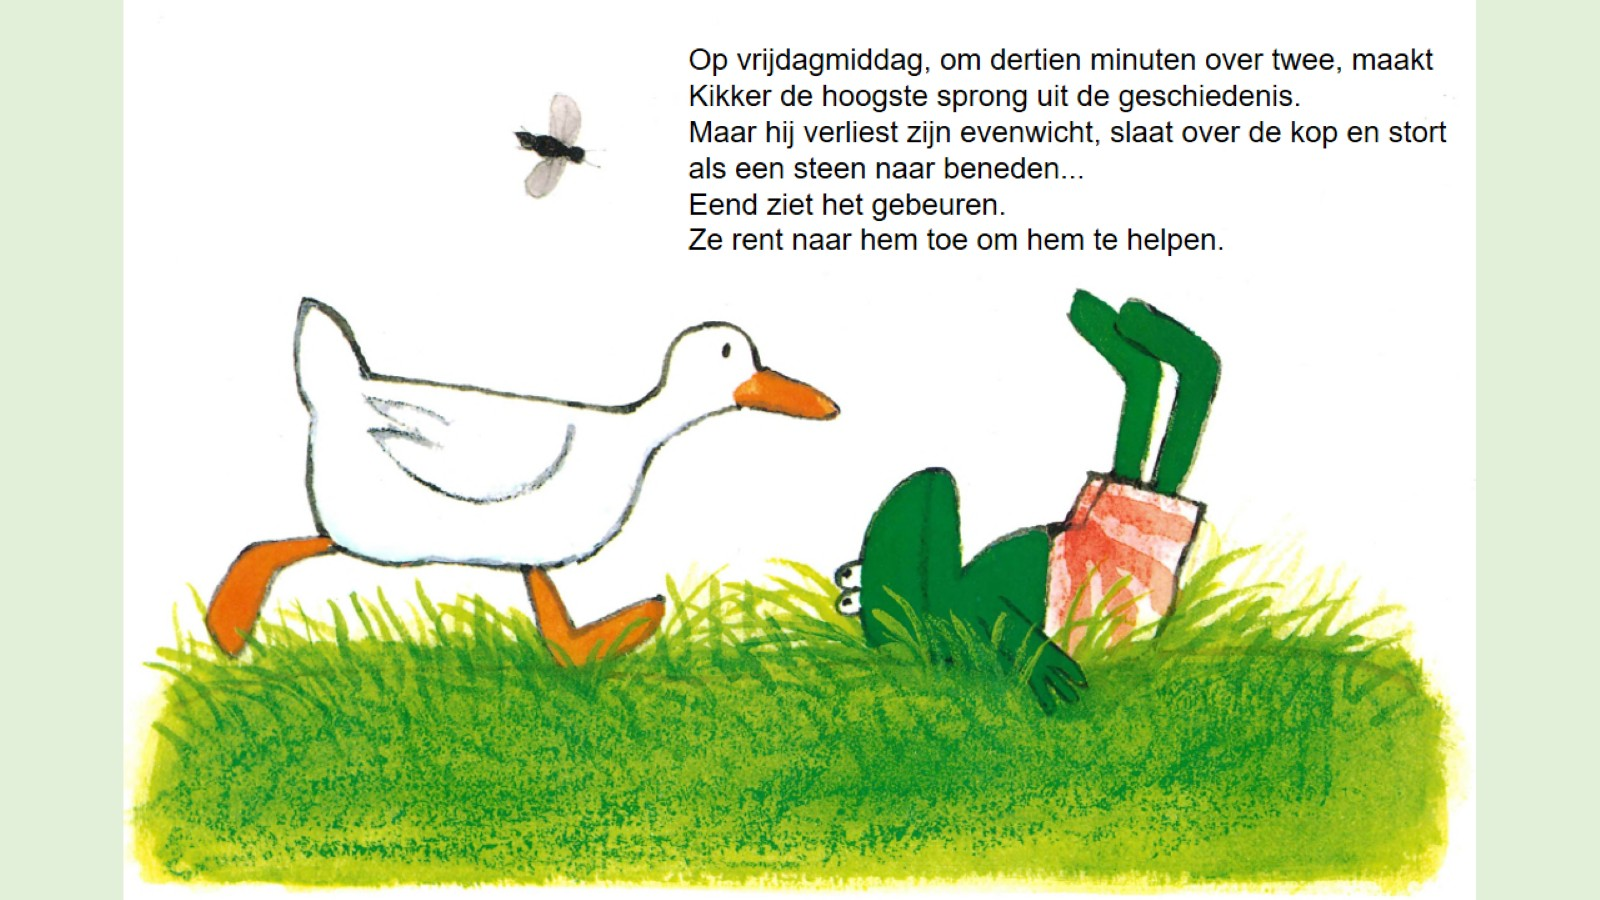 Op vrijdagmiddag, om dertien minuten over twee, maakt
Kikker de hoogste sprong uit de geschiedenis.
Maar hij verliest zijn evenwicht, slaat over de kop en stort
als een steen naar beneden...
Eend ziet het gebeuren.
Ze rent naar hem toe om hem te helpen.